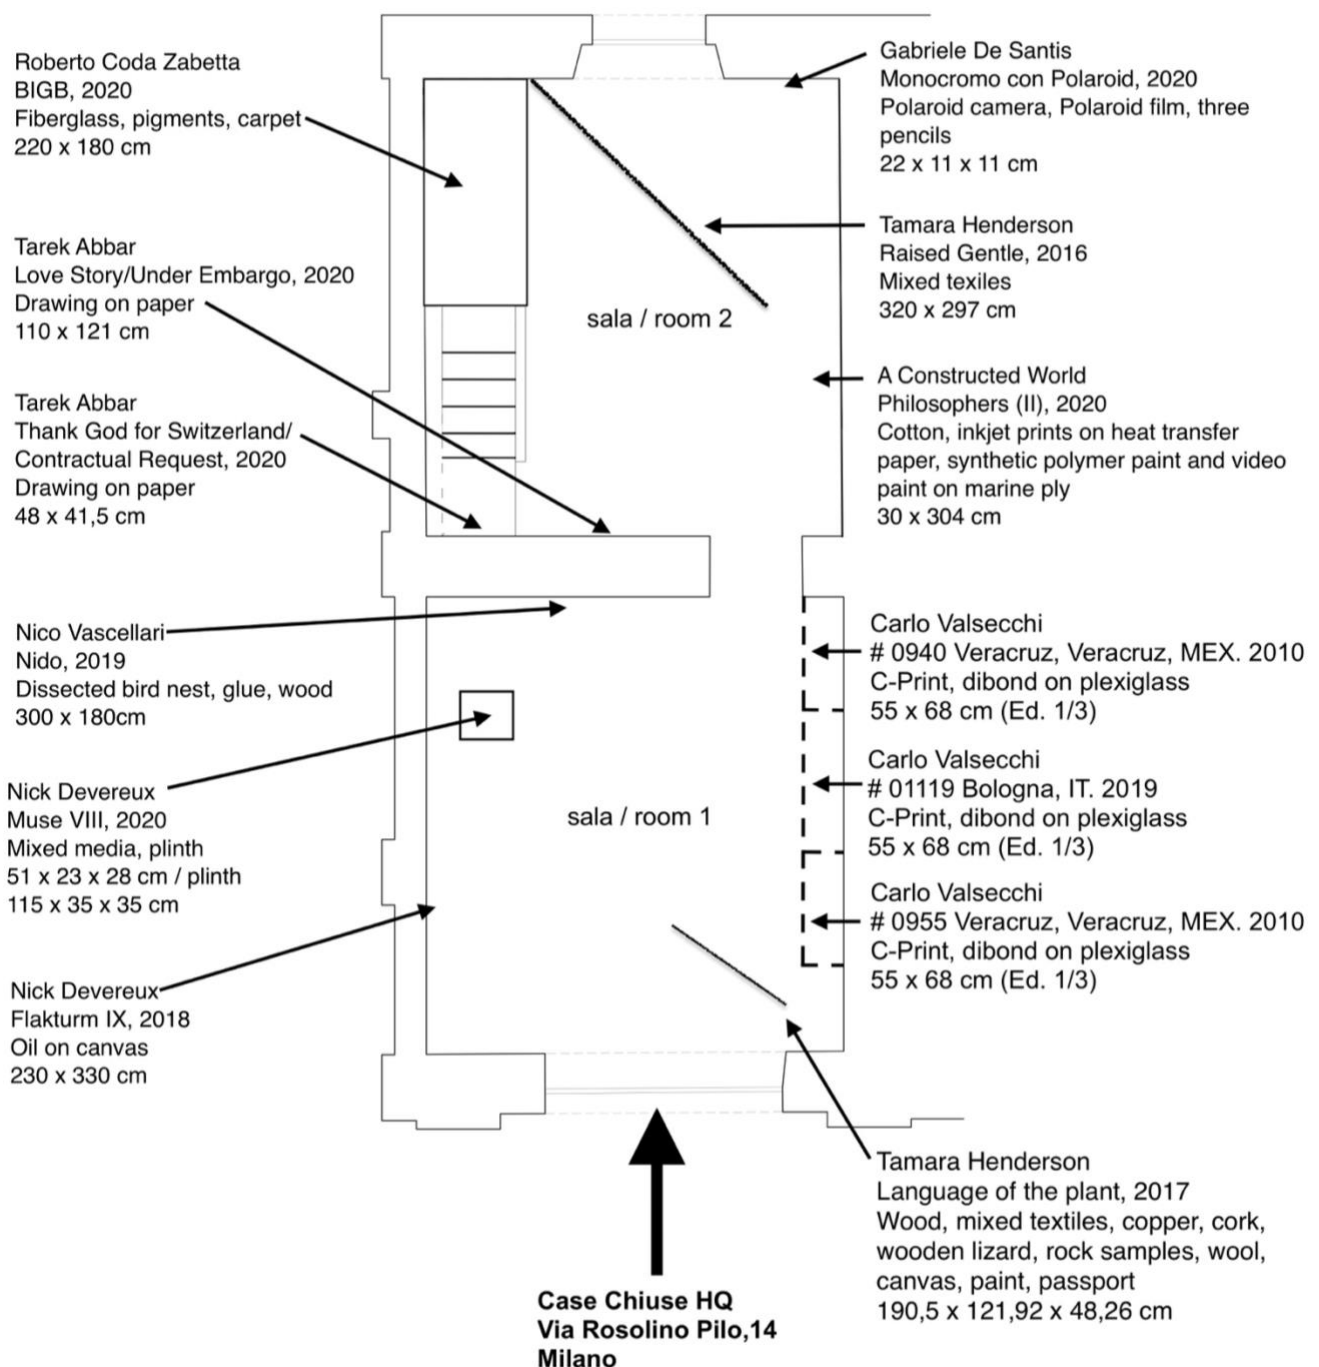 Roberto Coda Zabetta
BIGB, 2020
Fiberglass, pigments, carpet
220 x 180 cm
Tarek Abbar
Love Story/Under Embargo, 2020
Drawing on paper
110 x 121 cm
Tarek Abbar
Thank God for Switzerland/
Contractual Request, 2020
Drawing on paper
48 x 41,5 cm
Nico Vascellari
Nido, 2019
Dissected bird nest, glue, wood
300 x 180cm
Nick Devereux
Muse VIII, 2020
Mixed media, plinth
51 x 23 x 28 cm / plinth
115 x 35 x 35 cm
Nick Devereux
Flakturm IX, 2018
Oil on canvas
230 x 330 cm
sala / room 2
sala / room 1
Gabriele De Santis
Monocromo con Polaroid, 2020
Polaroid camera, Polaroid film, three
pencils
22 x 11 x 11 cm
Tamara Henderson
Raised Gentle, 2016
Mixed texiles
320 x 297 cm
A Constructed World
Philosophers (II), 2020
Cotton, inkjet prints on heat transfer
paper, synthetic polymer paint and video
paint on marine ply
30 x 304 cm
Carlo Valsecchi
# 0940 Veracruz, Veracruz, MEX. 2010
C-Print, dibond on plexiglass
55 x 68 cm (Ed. 1/3)
Carlo Valsecchi
# 01119 Bologna, IT. 2019
C-Print, dibond on plexiglass
55 x 68 cm (Ed. 1/3)
Carlo Valsecchi
# 0955 Veracruz, Veracruz, MEX. 2010
C-Print, dibond on plexiglass
55 x 68 cm (Ed. 1/3)
Tamara Henderson
Language of the plant, 2017
Wood, mixed textiles, copper, cork,
wooden lizard, rock samples, wool,
canvas, paint, passport
190,5 x 121,92 x 48,26 cm
Case Chiuse HQ
Via Rosolino Pilo,14
Milano